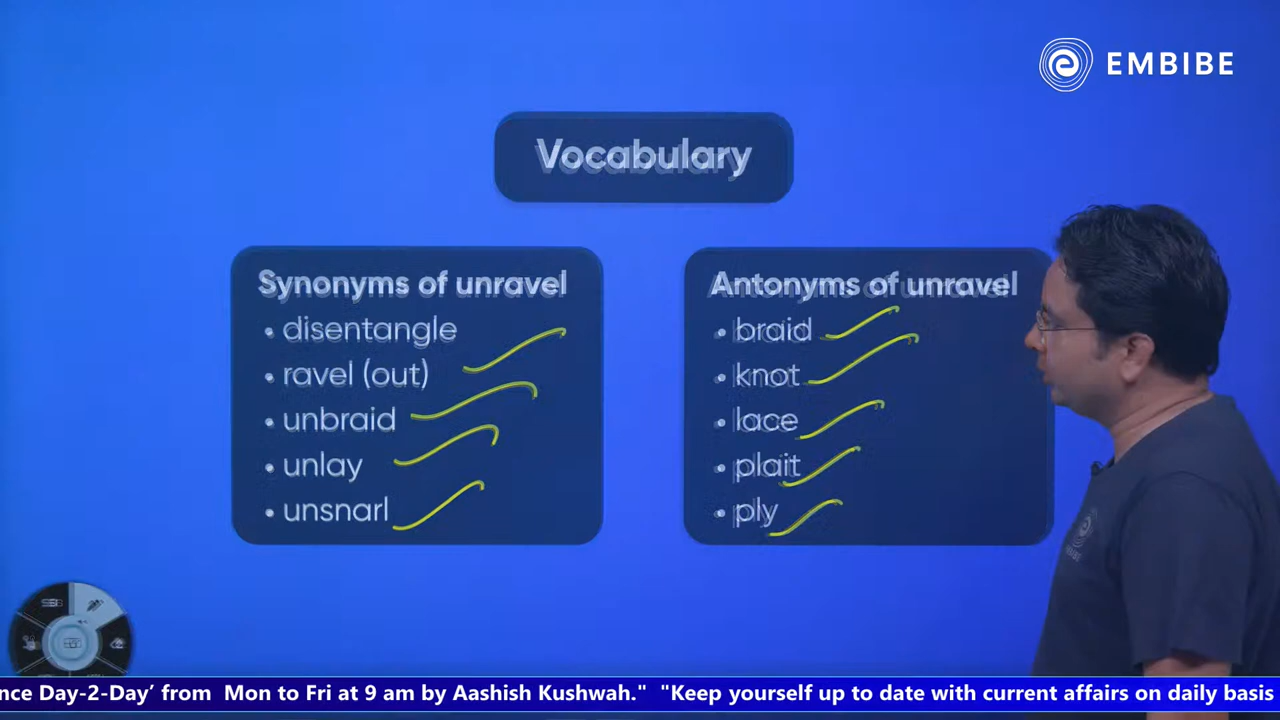 EMBIBE
Vocabulary
Synonyms of unravel
• disentangle
• ravel (out)
• unbraid
• unlay
• unsnarl
Antonyms of unravel
• braid
• knot
• lace
• plait
• ply
EMBIBE
nce Day-2-Day’ from Mon to Fri at 9 am by Aashish Kushwah." "Keep yourself up to date with current affairs on daily basis